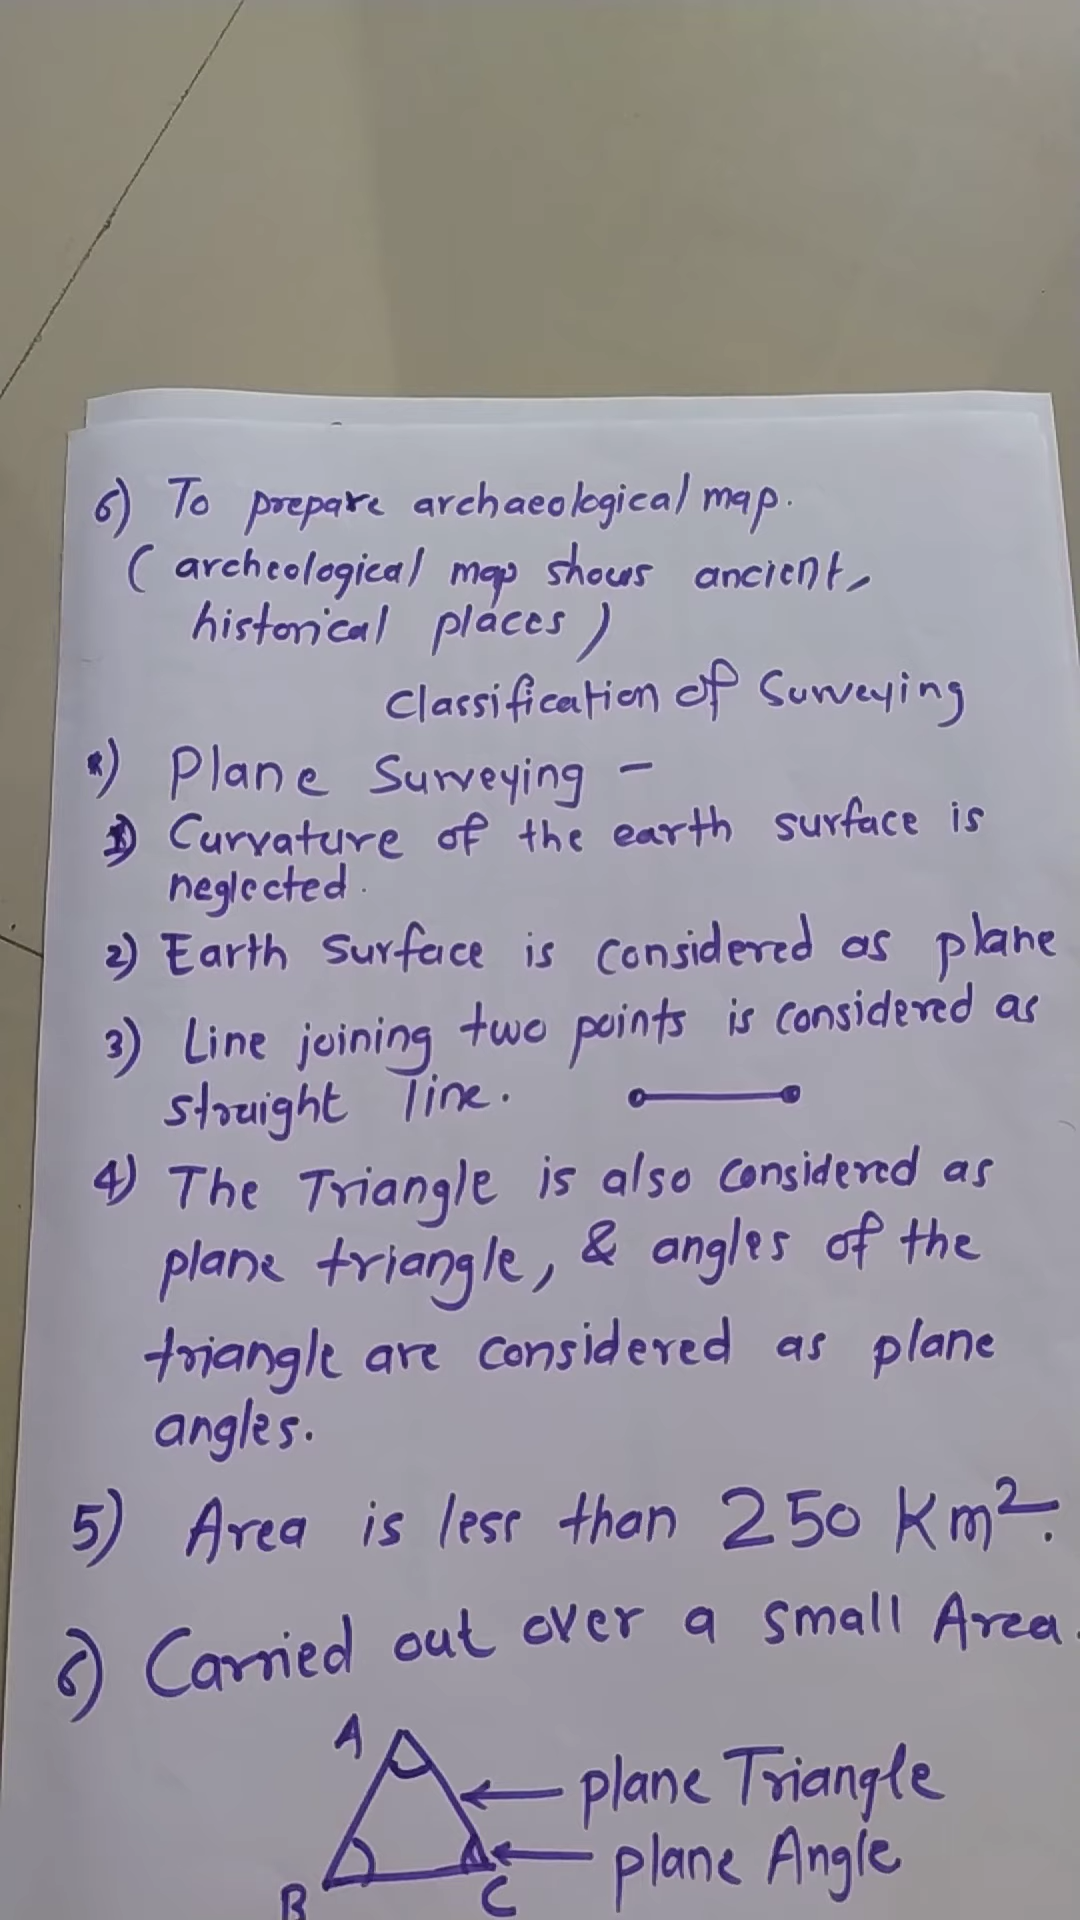 6) To prepare archaeological map.
( archeological map shows ancient,
historical places )
Classification of Surveying
*) Plane Surveying -
1) Curvature of the earth surface is
neglected.
2) Earth Surface is considered as plane
3) Line joining two points is considered as
straight line.
4) The Triangle is also considered as
plane triangle, & angles of the
triangle are considered as plane
angles.
5) Area is less than 250 Km².
6) Carried out over a small Area.
A
plane Triangle
plane Angle
B C